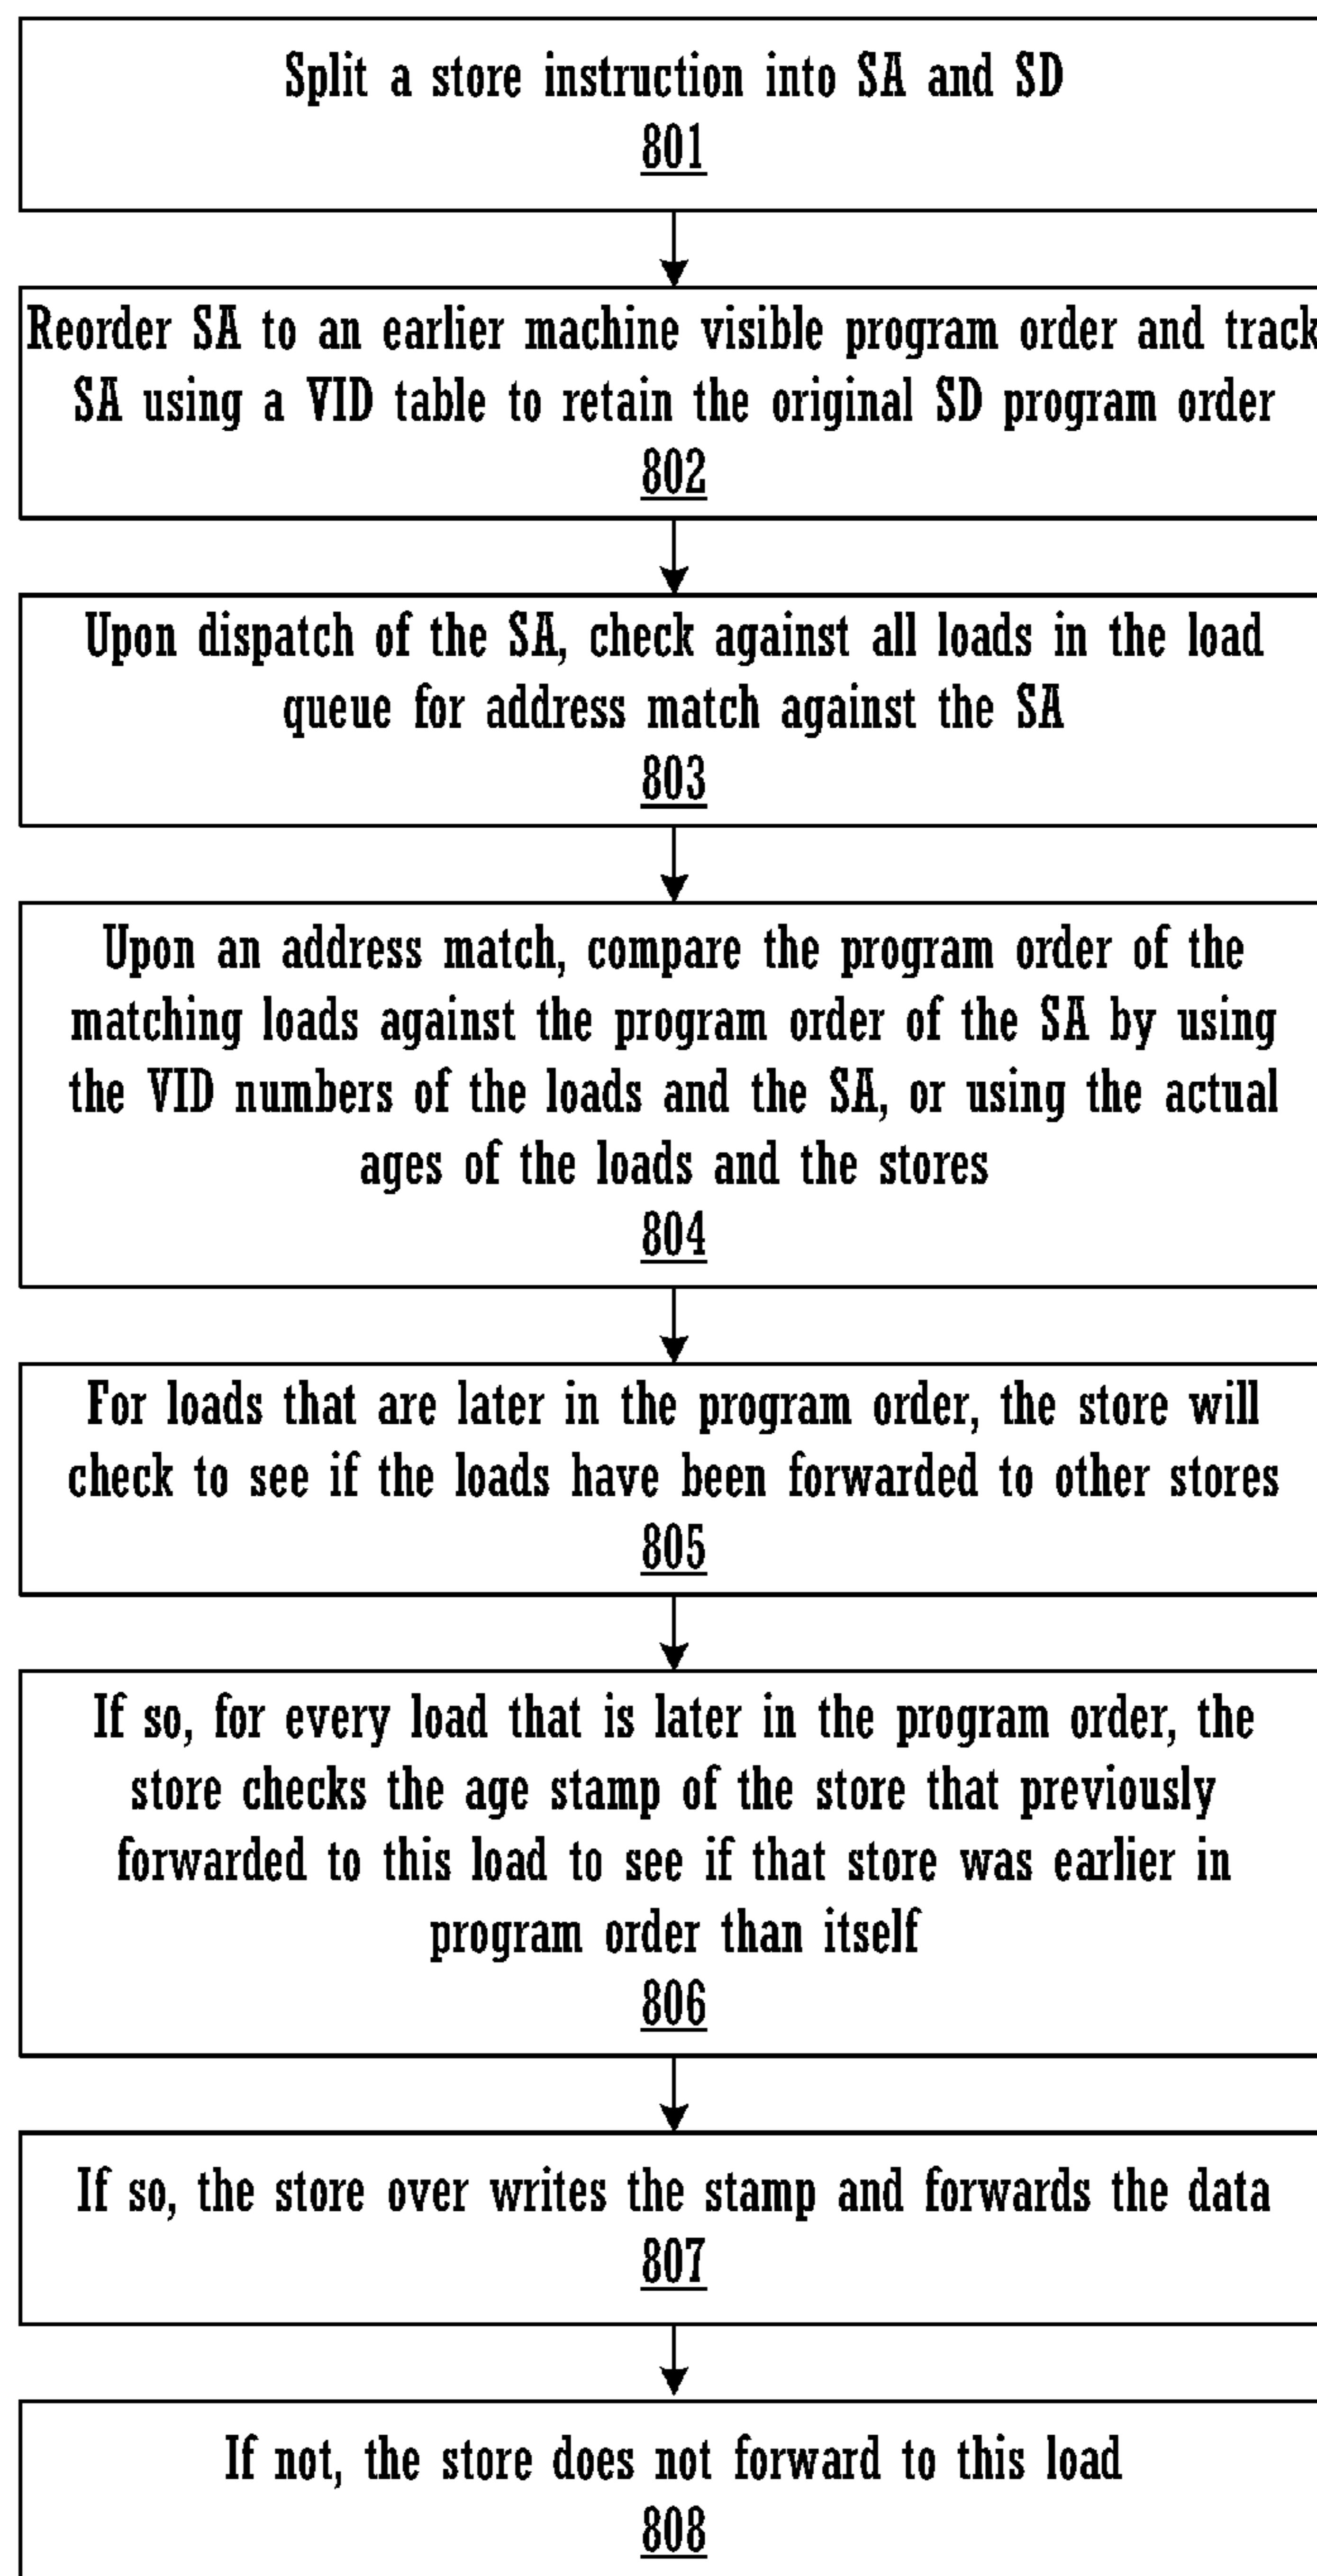 Split a store instruction into SA and SD
801
Reorder SA to an earlier machine visible program order and track
SA using a VID table to retain the original SD program order
802
Upon dispatch of the SA, check against all loads in the load
queue for address match against the SA
803
Upon an address match, compare the program order of the
matching loads against the program order of the SA by using
the VID numbers of the loads and the SA, or using the actual
ages of the loads and the stores
804
For loads that are later in the program order, the store will
check to see if the loads have been forwarded to other stores
805
If so, for every load that is later in the program order, the
store checks the age stamp of the store that previously
forwarded to this load to see if that store was earlier in
program order than itself
806
If so, the store over writes the stamp and forwards the data
807
If not, the store does not forward to this load
808